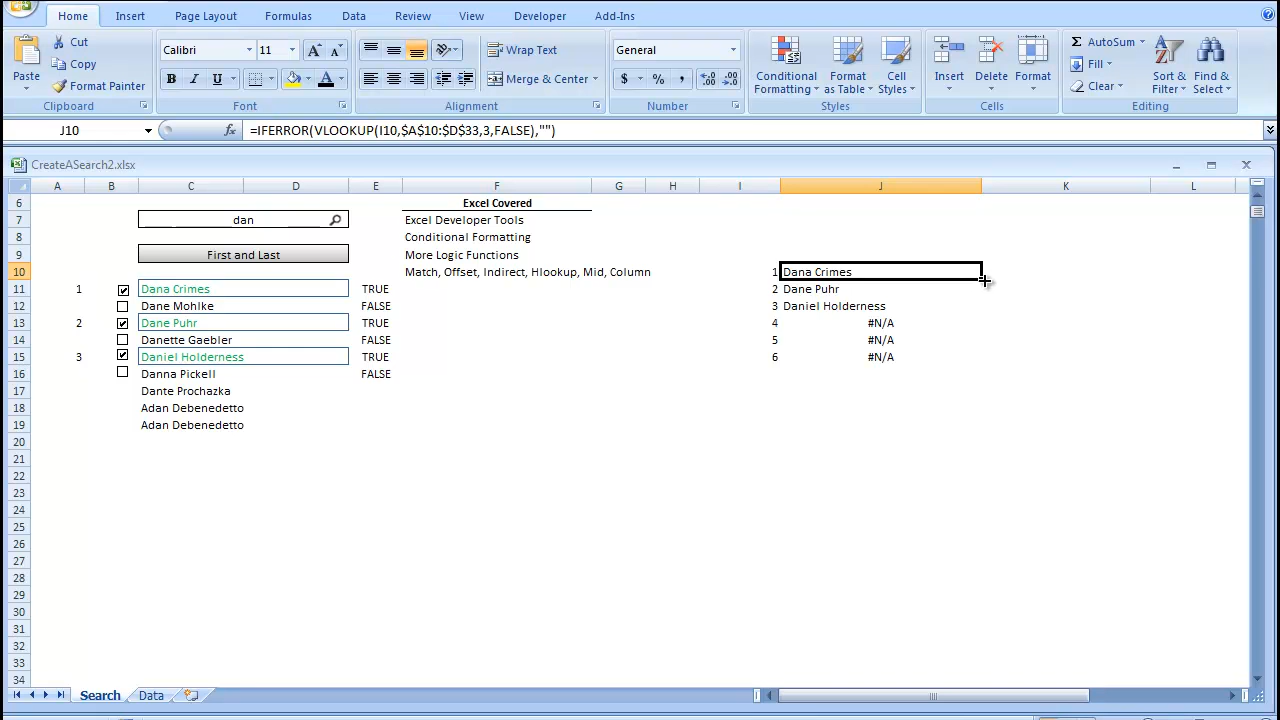 Home Insert Page Layout Formulas Data Review View Developer Add-Ins
Paste Cut Copy Format Painter
Clipboard
Calibri 11 A A
B I U A
Font
Wrap Text
Merge & Center
Alignment
General
$ % , .0 .00 .00 .0
Number
Conditional Formatting Format as Table Cell Styles
Styles
Insert Delete Format
Cells
Σ AutoSum Fill Clear Sort & Filter Find & Select
Editing
J10 fx =IFERROR(VLOOKUP(I10,$A$10:$D$33,3,FALSE),"")
CreateASearch2.xlsx
A B C D E F G H I J K L
6 Excel Covered
7 dan Excel Developer Tools
8 Conditional Formatting
9 First and Last More Logic Functions
10 Match, Offset, Indirect, Hlookup, Mid, Column 1 Dana Crimes
11 1 Dana Crimes TRUE 2 Dane Puhr
12 Dane Mohlke FALSE 3 Daniel Holderness
13 2 Dane Puhr TRUE 4 #N/A
14 Danette Gaebler FALSE 5 #N/A
15 3 Daniel Holderness TRUE 6 #N/A
16 Danna Pickell FALSE
17 Dante Prochazka
18 Adan Debenedetto
19 Adan Debenedetto
20
21
22
23
24
25
26
27
28
29
30
31
32
33
34
Search Data